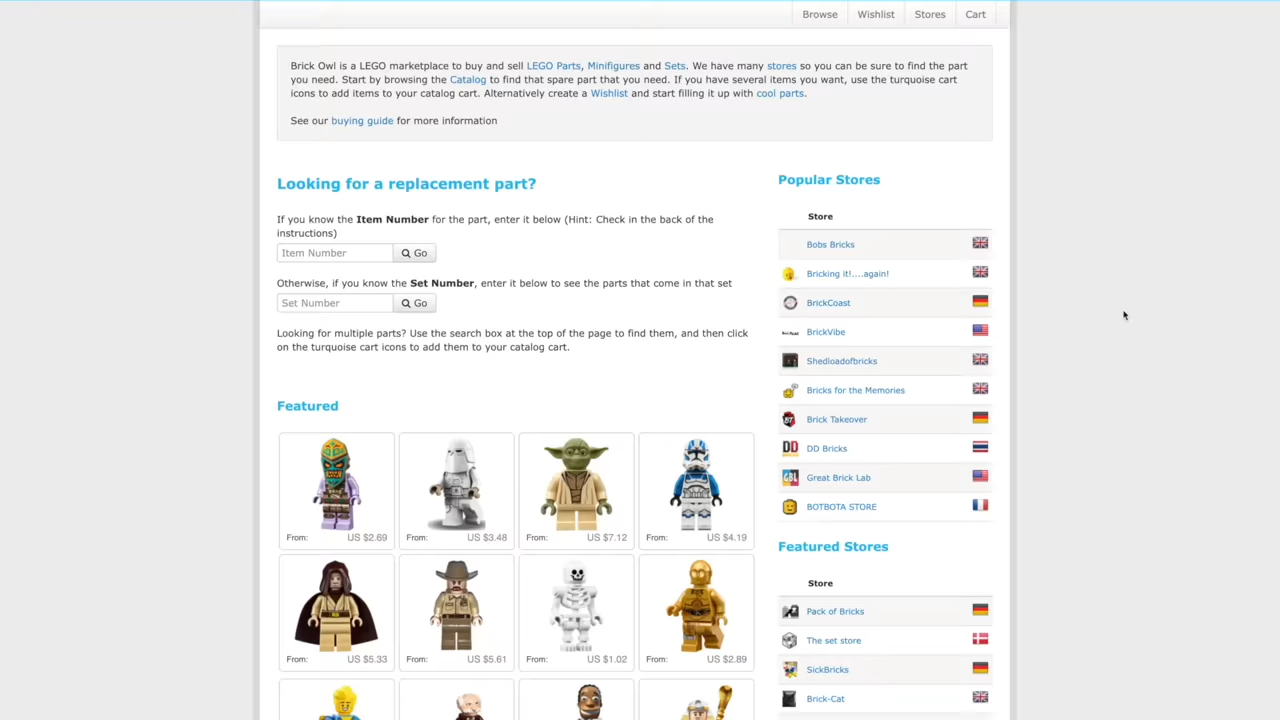 Browse
Wishlist
Stores
Cart
Brick Owl is a LEGO marketplace to buy and sell LEGO Parts, Minifigures and Sets. We have many stores so you can be sure to find the part
you need. Start by browsing the Catalog to find that spare part that you need. If you have several items you want, use the turquoise cart
icons to add items to your catalog cart. Alternatively create a Wishlist and start filling it up with cool parts.
See our buying guide for more information
Looking for a replacement part?
If you know the Item Number for the part, enter it below (Hint: Check in the back of the
instructions)
Item Number
Go
Otherwise, if you know the Set Number, enter it below to see the parts that come in that set
Set Number
Go
Looking for multiple parts? Use the search box at the top of the page to find them, and then click
on the turquoise cart icons to add them to your catalog cart.
Featured
From: US $2.69
From: US $3.48
From: US $7.12
From: US $4.19
From: US $5.33
From: US $5.61
From: US $1.02
From: US $2.89
Popular Stores
Store
Bobs Bricks
Bricking it!....again!
BrickCoast
BrickVibe
Shedloadofbricks
Bricks for the Memories
Brick Takeover
DD Bricks
Great Brick Lab
BOTBOTA STORE
Featured Stores
Store
Pack of Bricks
The set store
SickBricks
Brick-Cat